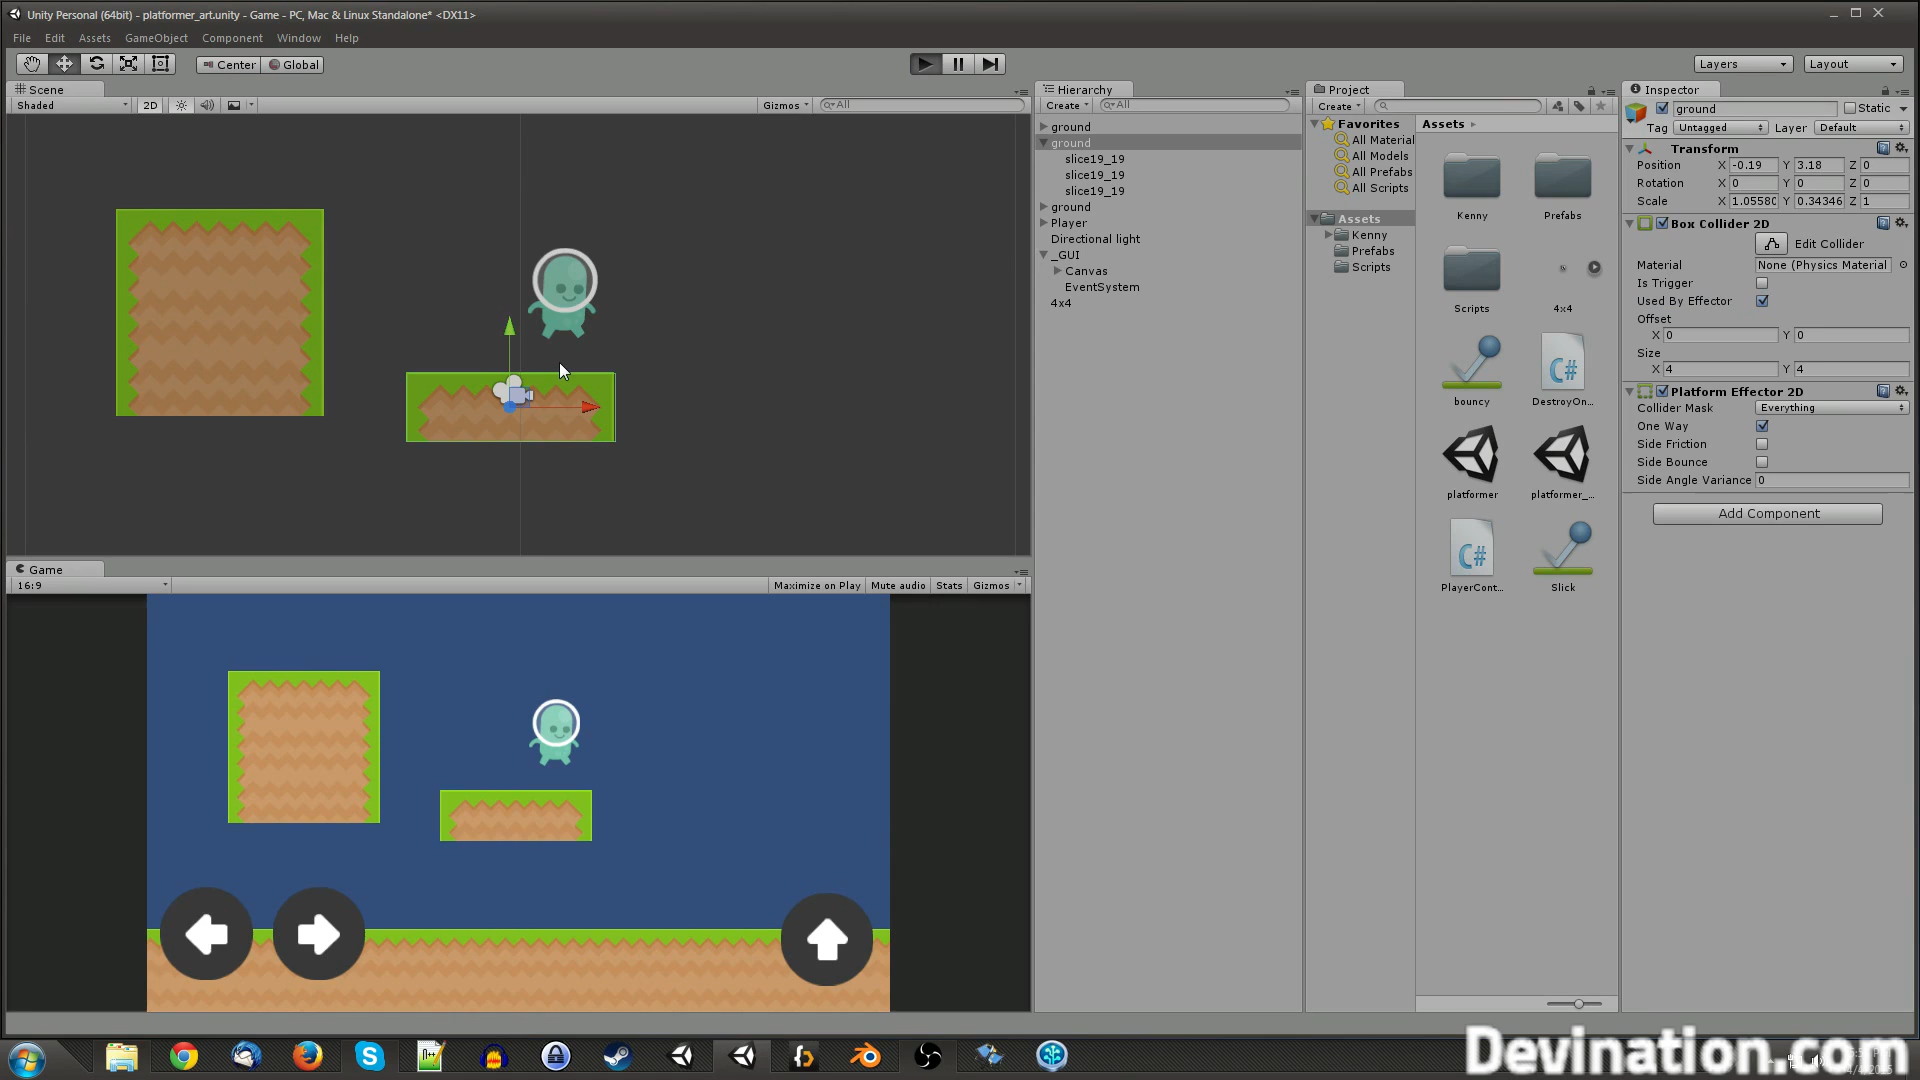 Unity Personal (64bit) - platformer_art.unity - Game - PC, Mac & Linux Standalone* <DX11>
File Edit Assets GameObject Component Window Help
Center Global
Layers Layout
Scene
Shaded 2D Gizmos All
Hierarchy
Create All
ground
ground
slice19_19
slice19_19
slice19_19
ground
Player
Directional light
_GUI
Canvas
EventSystem
4x4
Project
Create
Favorites
All Material
All Models
All Prefabs
All Scripts
Assets
Kenny
Prefabs
Scripts
Assets
Kenny Prefabs
Scripts 4x4
bouncy DestroyOn...
platformer platformer_...
PlayerCont... Slick
Inspector
ground Static
Tag Untagged Layer Default
Transform
Position X -0.19 Y 3.18 Z 0
Rotation X 0 Y 0 Z 0
Scale X 1.0558 Y 0.34346 Z 1
Box Collider 2D
Edit Collider
Material None (Physics Material
Is Trigger
Used By Effector
Offset
X 0 Y 0
Size
X 4 Y 4
Platform Effector 2D
Collider Mask Everything
One Way
Side Friction
Side Bounce
Side Angle Variance 0
Add Component
Game
16:9 Maximize on Play Mute audio Stats Gizmos
Devination.com